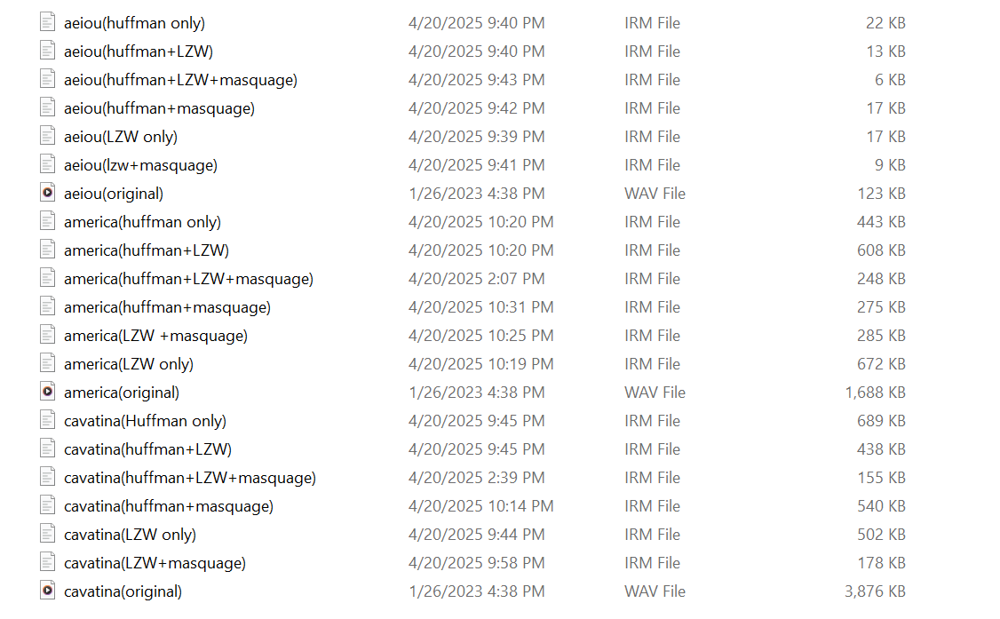 aeiou(huffman only) 4/20/2025 9:40 PM IRM File 22 KB
aeiou(huffman+LZW) 4/20/2025 9:40 PM IRM File 13 KB
aeiou(huffman+LZW+masquage) 4/20/2025 9:43 PM IRM File 6 KB
aeiou(huffman+masquage) 4/20/2025 9:42 PM IRM File 17 KB
aeiou(LZW only) 4/20/2025 9:39 PM IRM File 17 KB
aeiou(lzw+masquage) 4/20/2025 9:41 PM IRM File 9 KB
aeiou(original) 1/26/2023 4:38 PM WAV File 123 KB
america(huffman only) 4/20/2025 10:20 PM IRM File 443 KB
america(huffman+LZW) 4/20/2025 10:20 PM IRM File 608 KB
america(huffman+LZW+masquage) 4/20/2025 2:07 PM IRM File 248 KB
america(huffman+masquage) 4/20/2025 10:31 PM IRM File 275 KB
america(LZW +masquage) 4/20/2025 10:25 PM IRM File 285 KB
america(LZW only) 4/20/2025 10:19 PM IRM File 672 KB
america(original) 1/26/2023 4:38 PM WAV File 1,688 KB
cavatina(Huffman only) 4/20/2025 9:45 PM IRM File 689 KB
cavatina(huffman+LZW) 4/20/2025 9:45 PM IRM File 438 KB
cavatina(huffman+LZW+masquage) 4/20/2025 2:39 PM IRM File 155 KB
cavatina(huffman+masquage) 4/20/2025 10:14 PM IRM File 540 KB
cavatina(LZW only) 4/20/2025 9:44 PM IRM File 502 KB
cavatina(LZW+masquage) 4/20/2025 9:58 PM IRM File 178 KB
cavatina(original) 1/26/2023 4:38 PM WAV File 3,876 KB